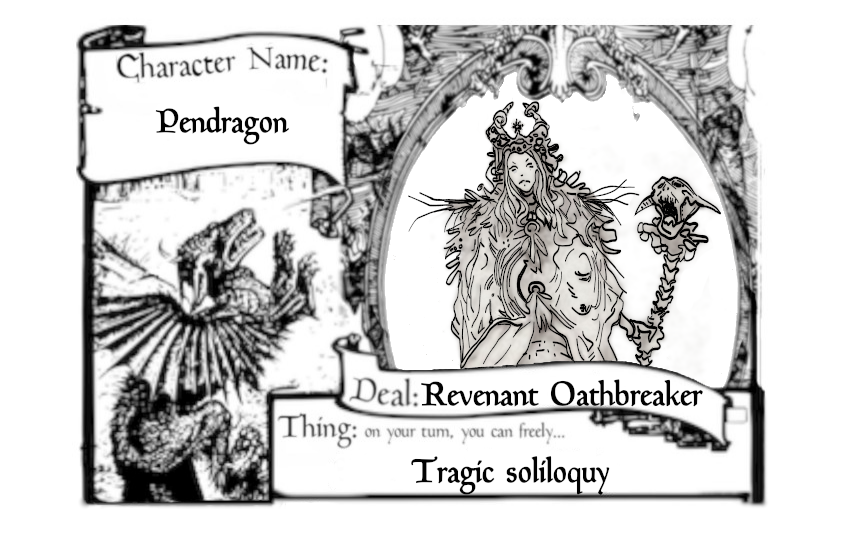 Character Name:
Pendragon
Deal: Revenant Oathbreaker
Thing: on your turn, you can freely...
Tragic soliloquy